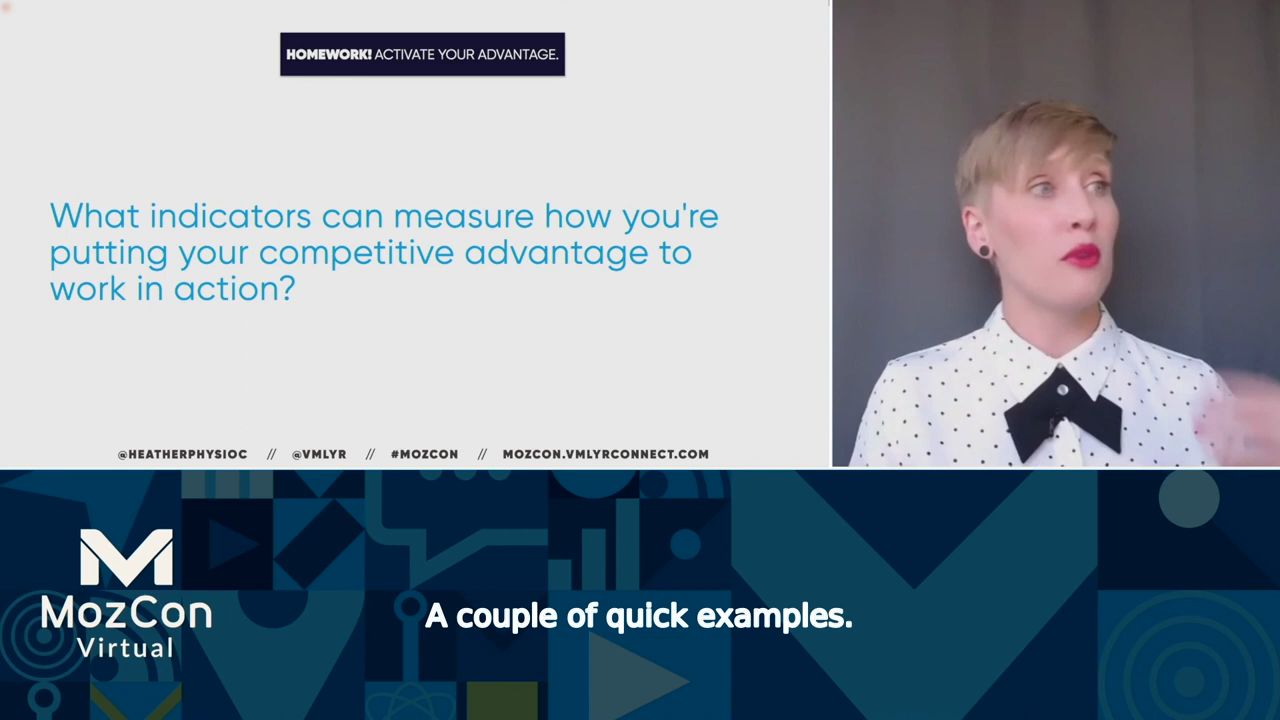 HOMEWORK! ACTIVATE YOUR ADVANTAGE.
What indicators can measure how you're
putting your competitive advantage to
work in action?
@HEATHERPHYSIOC // @VMLYR // #MOZCON // MOZCON.VMLYRCONNECT.COM
M
MozCon
Virtual
A couple of quick examples.